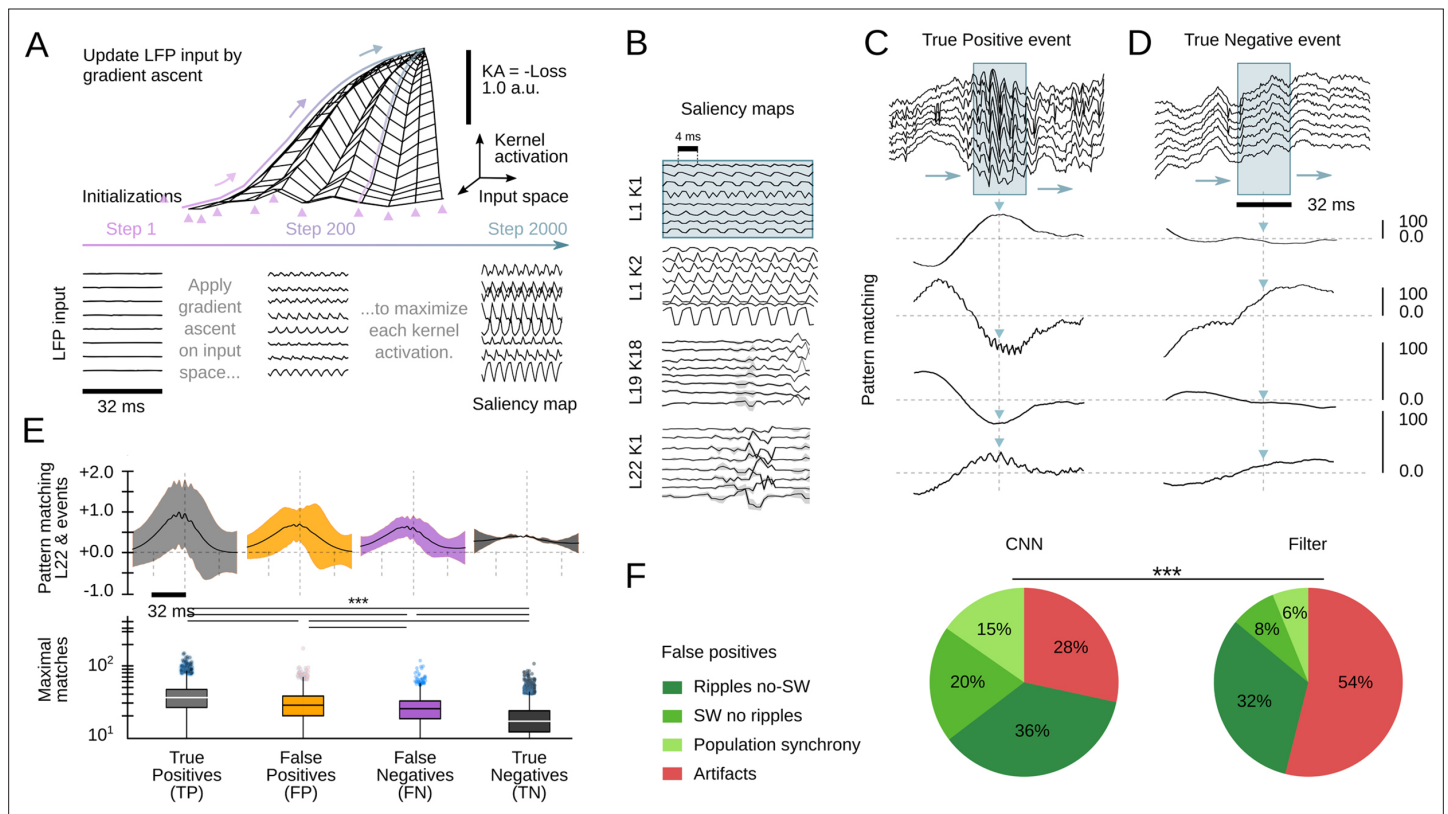 A
Update LFP input by
gradient ascent
KA = -Loss
1.0 a.u.
Kernel
activation
Input space
Initializations
Step 1
Step 200
Step 2000
LFP input
Apply
gradient
ascent
on input
space...
...to maximize
each kernel
activation.
32 ms
Saliency map
B
Saliency maps
4 ms
L1 K1
L1 K2
L19 K18
L22 K1
C
True Positive event
D
True Negative event
32 ms
Pattern matching
100
0.0
100
0.0
100
0.0
100
0.0
E
Pattern matching
L22 & events
+2.0
+1.0
+0.0
-1.0
32 ms
***
Maximal
matches
10²
10¹
True
Positives
(TP)
False
Positives
(FP)
False
Negatives
(FN)
True
Negatives
(TN)
F
False positives
Ripples no-SW
SW no ripples
Population synchrony
Artifacts
CNN
Filter
***
15%
28%
20%
36%
6%
8%
32%
54%